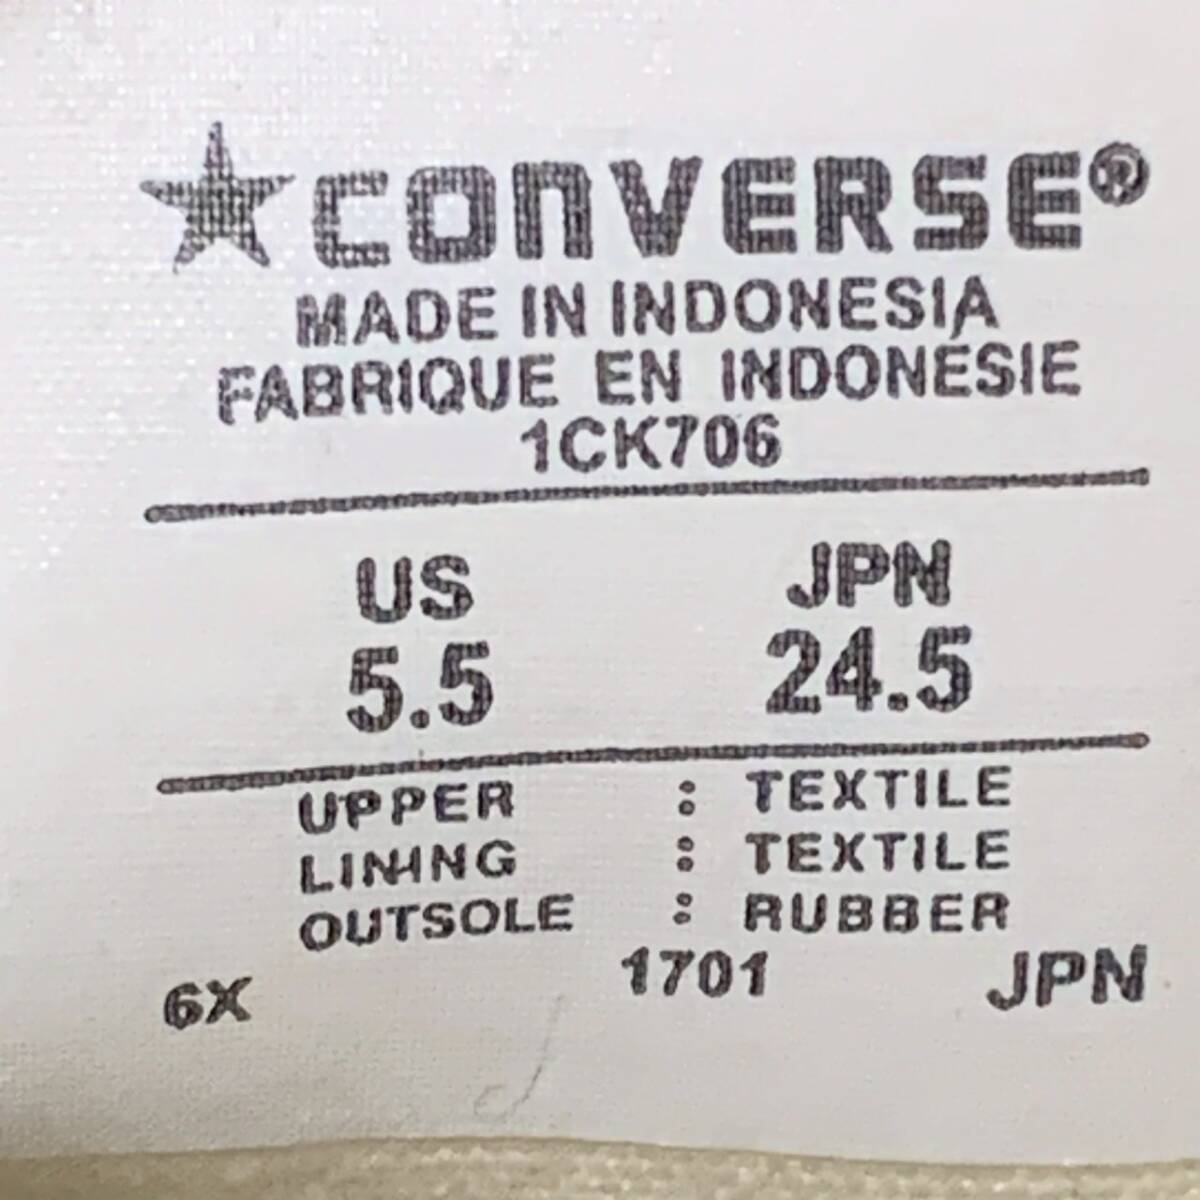 ★CONVERSE®
MADE IN INDONESIA
FABRIQUE EN INDONÉSIE
1CK706
US JPN
5.5 24.5
UPPER : TEXTILE
LINING : TEXTILE
OUTSOLE : RUBBER
6X 1701 JPN